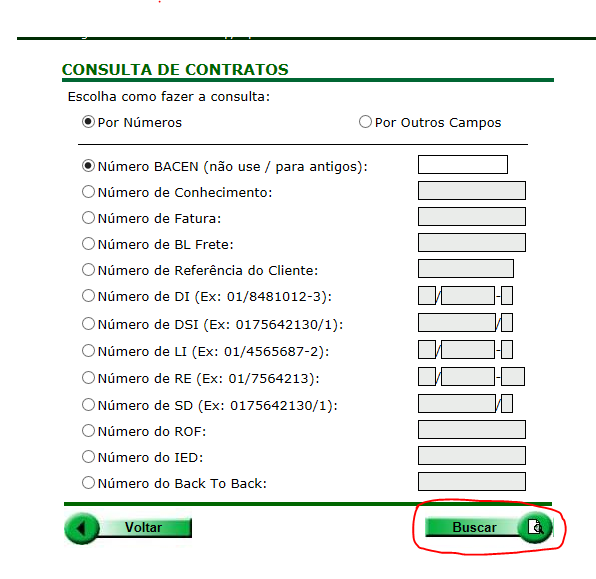 CONSULTA DE CONTRATOS
Escolha como fazer a consulta:
Por Números Por Outros Campos
Número BACEN (não use / para antigos):
Número de Conhecimento:
Número de Fatura:
Número de BL Frete:
Número de Referência do Cliente:
Número de DI (Ex: 01/8481012-3): / -
Número de DSI (Ex: 0175642130/1): /
Número de LI (Ex: 01/4565687-2): / -
Número de RE (Ex: 01/7564213): / -
Número de SD (Ex: 0175642130/1): /
Número do ROF:
Número do IED:
Número do Back To Back:
Voltar Buscar